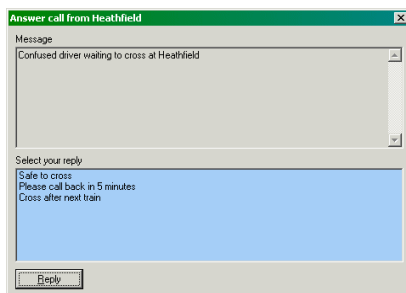 Answer call from Heathfield
Message
Confused driver waiting to cross at Heathfield
Select your reply
Safe to cross
Please call back in 5 minutes
Cross after next train
Reply